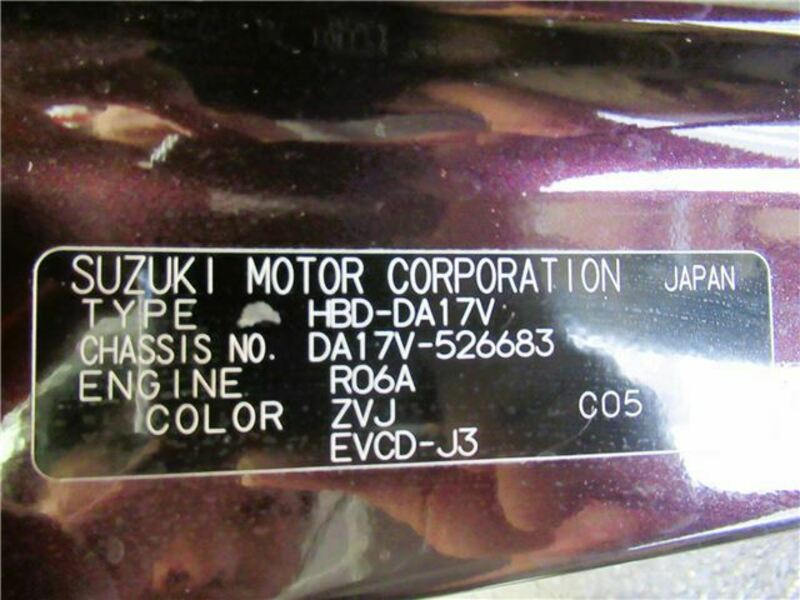 SUZUKI MOTOR CORPORATION JAPAN
TYPE HBD-DA17V
CHASSIS NO. DA17V-526683
ENGINE R06A
COLOR ZVJ C05
EVCD-J3